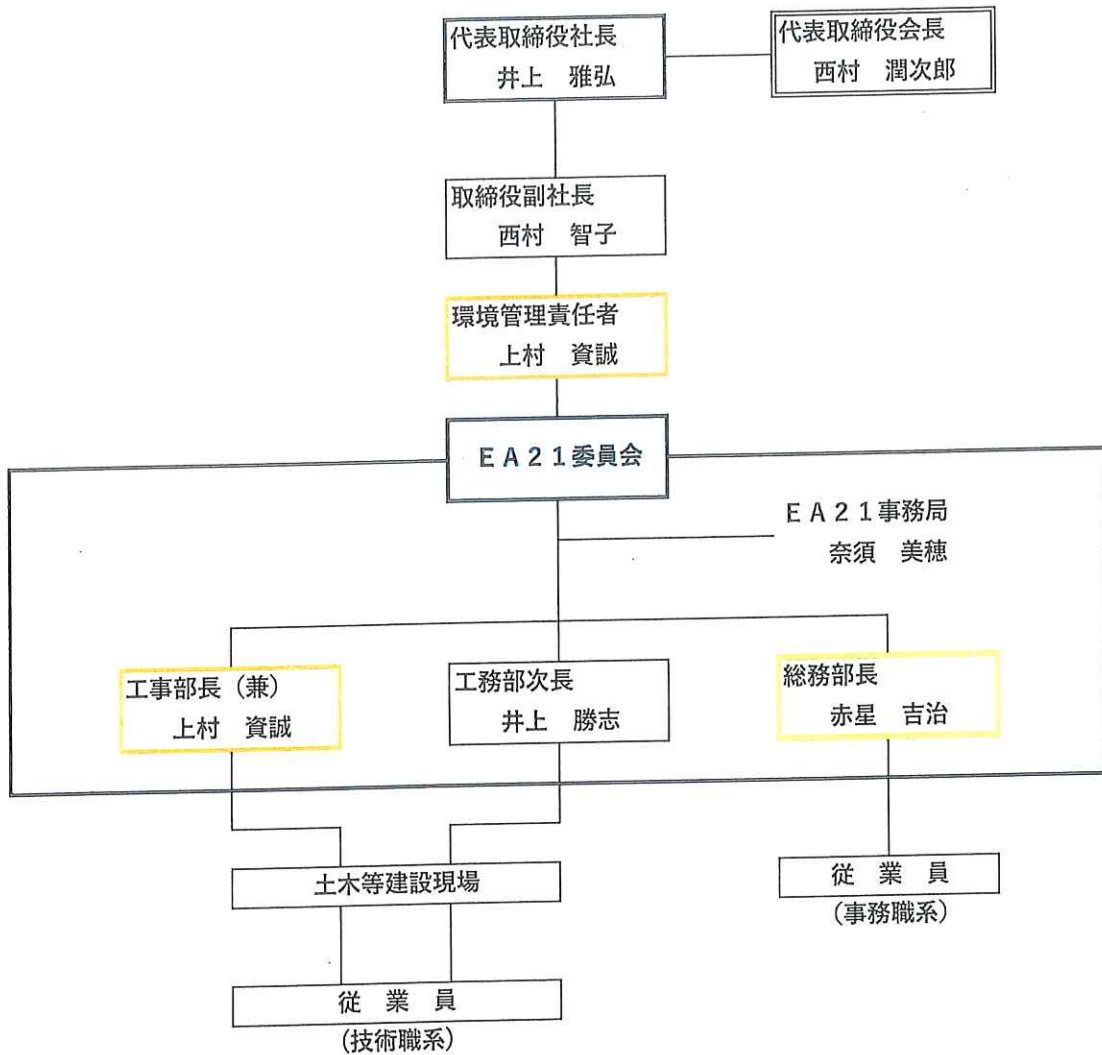 代表取締役社長
井上　雅弘
代表取締役会長
西村　潤次郎
取締役副社長
西村　智子
環境管理責任者
上村　資誠
ＥＡ２１委員会
ＥＡ２１事務局
奈須　美穂
工事部長（兼）
上村　資誠
工務部次長
井上　勝志
総務部長
赤星　吉治
土木等建設現場
従　業　員
(事務職系)
従　業　員
(技術職系)